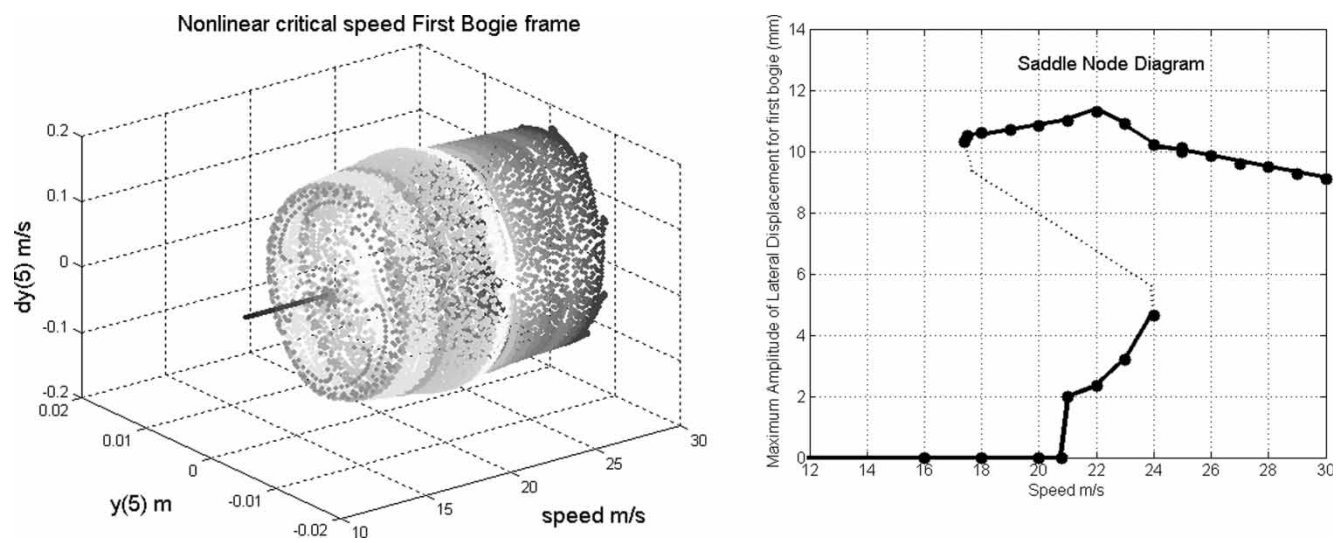 Nonlinear critical speed First Bogie frame
dy(5) m/s
0.2
0.1
0
-0.1
-0.2
0.02
0.01
0
-0.01
-0.02
y(5) m
10
15
20
25
30
speed m/s
Saddle Node Diagram
Maximum Amplitude of Lateral Displacement for first bogie (mm)
14
12
10
8
6
4
2
0
12 14 16 18 20 22 24 26 28 30
Speed m/s